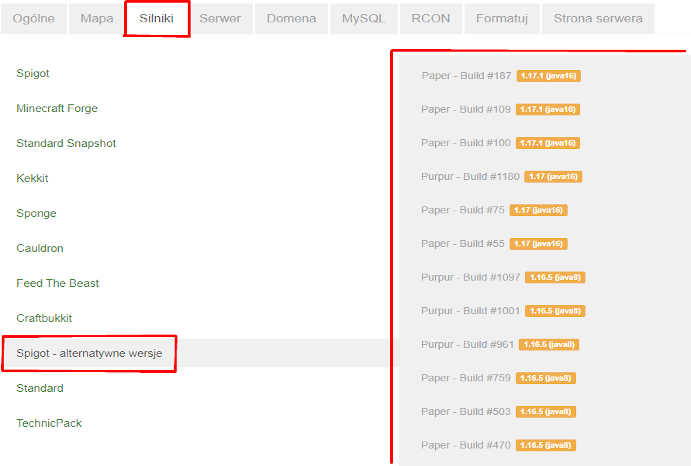 Ogólne Mapa Silniki Serwer Domena MySQL RCON Formatuj Strona serwera
Spigot
Minecraft Forge
Standard Snapshot
Kekkit
Sponge
Cauldron
Feed The Beast
Craftbukkit
Spigot - alternatywne wersje
Standard
TechnicPack
Paper - Build #187 1.17.1 (java16)
Paper - Build #109 1.17.1 (java16)
Paper - Build #100 1.17.1 (java16)
Purpur - Build #1180 1.17 (java16)
Paper - Build #75 1.17 (java16)
Paper - Build #55 1.17 (java16)
Purpur - Build #1097 1.16.5 (java8)
Purpur - Build #1001 1.16.5 (java8)
Purpur - Build #961 1.16.5 (java8)
Paper - Build #759 1.16.5 (java8)
Paper - Build #503 1.16.5 (java8)
Paper - Build #470 1.16.5 (java8)